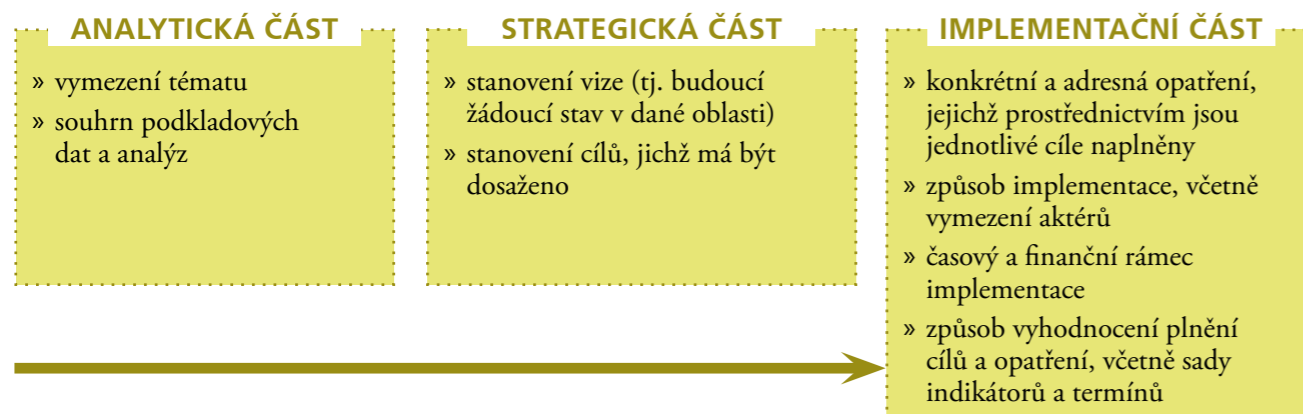 ANALYTICKÁ ČÁST
» vymezení tématu
» souhrn podkladových
dat a analýz
STRATEGICKÁ ČÁST
» stanovení vize (tj. budoucí
žádoucí stav v dané oblasti)
» stanovení cílů, jichž má být
dosaženo
IMPLEMENTAČNÍ ČÁST
» konkrétní a adresná opatření,
jejichž prostřednictvím jsou
jednotlivé cíle naplněny
» způsob implementace, včetně
vymezení aktérů
» časový a finanční rámec
implementace
» způsob vyhodnocení plnění
cílů a opatření, včetně sady
indikátorů a termínů